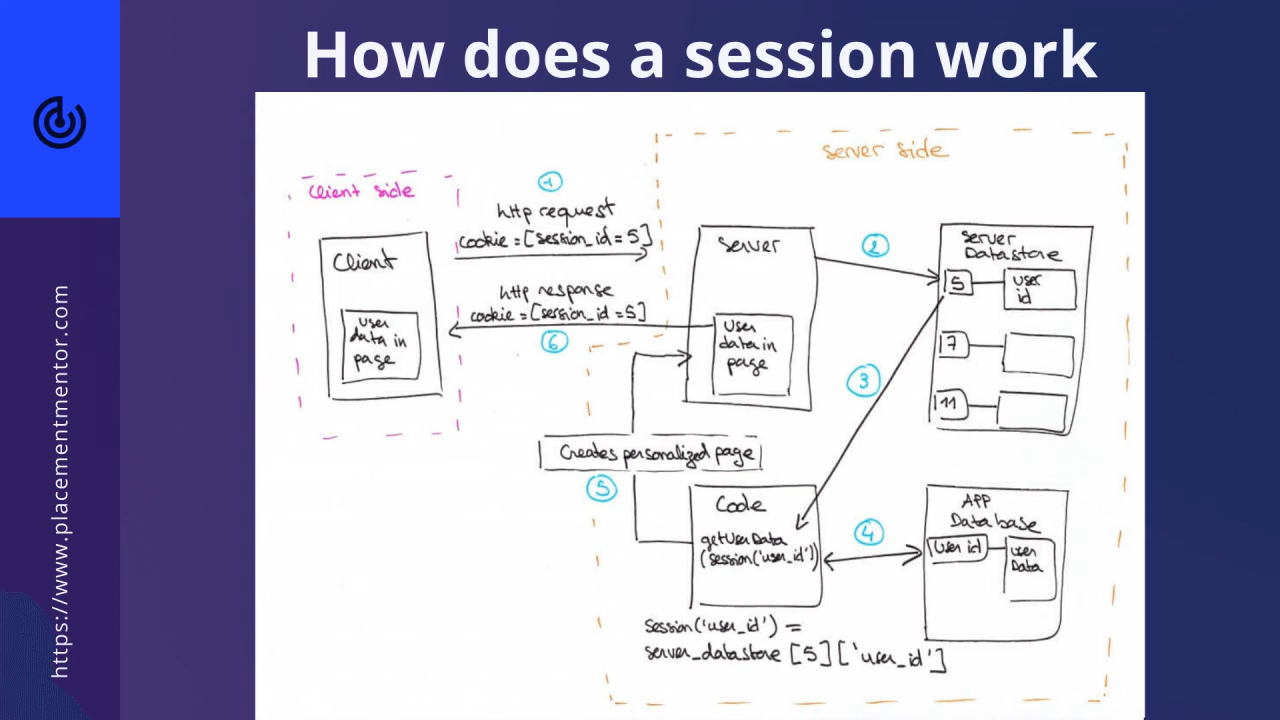 How does a session work
https://www.placementmentor.com
Server side
Client side
1
http request
cookie = [session_id = 5]
Client
User
data in
page
http response
cookie = [session_id = 5]
6
Server
User
data in
page
2
Server
Datastore
5
User
id
7
11
3
Creates personalized page
5
Code
getUserData
(session('user_id'))
4
APP
Database
User id
User
Data
session('user_id') =
server_datastore [5] ['user_id']